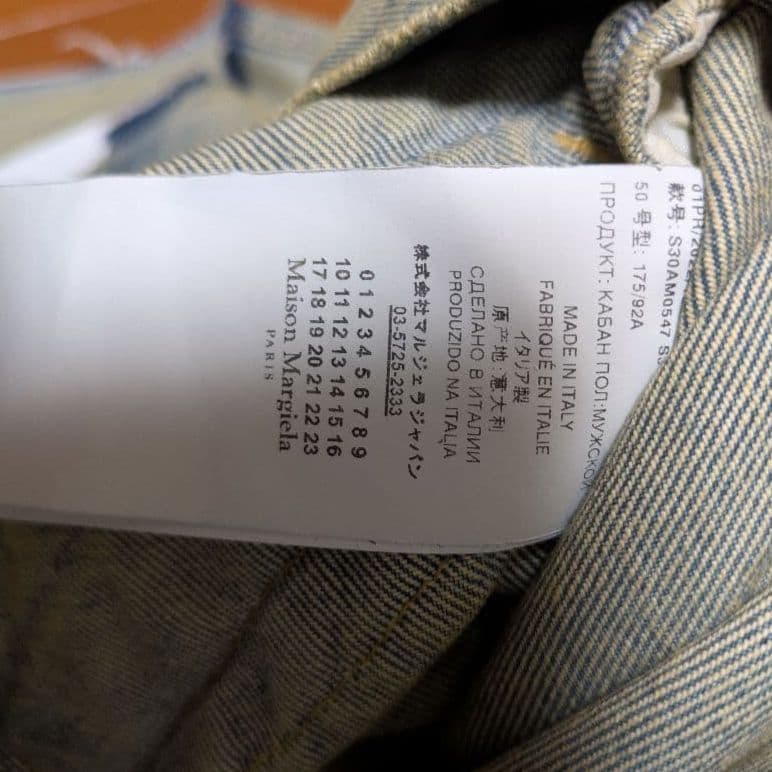 款号: S30AM0547
50 号型: 175/92A
ПРОДУКТ: КАБАН ПОЛ:МУЖСКОЙ
MADE IN ITALY
FABRIQUÉ EN ITALIE
イタリア製
原产地:意大利
СДЕЛАНО В ИТАЛИИ
PRODUZIDO NA ITALIA
株式会社マルジェラジャパン
03-5725-2333
0 1 2 3 4 5 6 7 8 9
10 11 12 13 14 15 16
17 18 19 20 21 22 23
Maison Margiela
PARIS